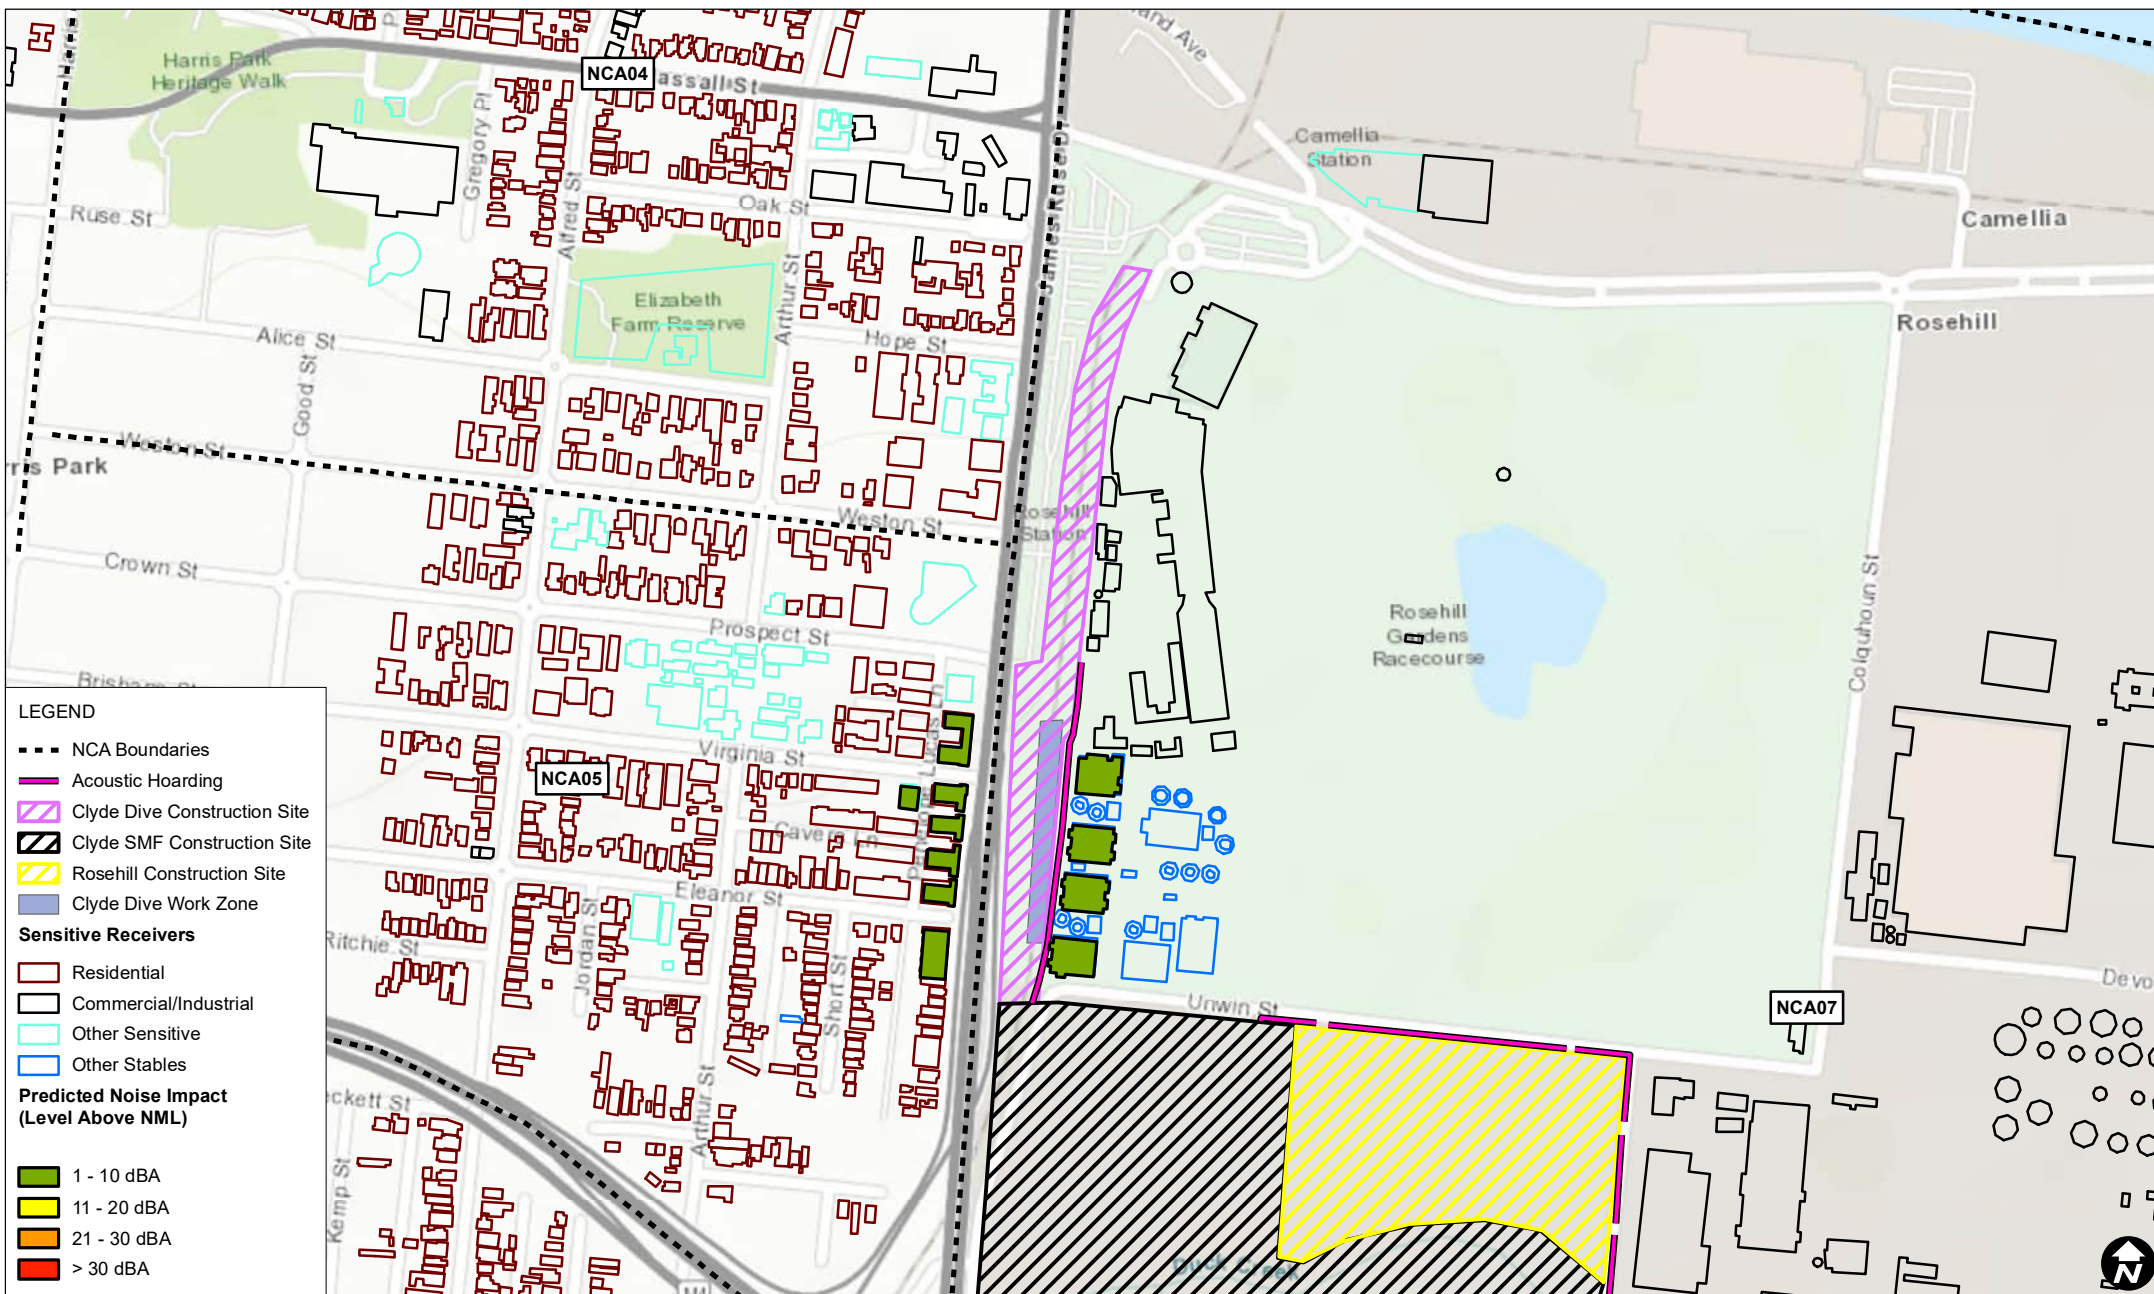 Harris Park
Heritage Walk
NCA04
Gregory Pl
Alfred St
Ruse St
Oak St
Arthur St
Elizabeth
Farm Reserve
Hope St
Alice St
Good St
Weston St
Weston St
Crown St
Prospect St
Rosehill
Station
Camellia
Station
Camellia
Rosehill
Rosehill
Gardens
Racecourse
Colquhoun St
Virginia St
Penelope Lucas Ln
NCA05
Eleanor St
Jordan St
Short St
Ritchie St
Arthur St
Kemp St
Unwin St
NCA07
Duck Creek
LEGEND
NCA Boundaries
Acoustic Hoarding
Clyde Dive Construction Site
Clyde SMF Construction Site
Rosehill Construction Site
Clyde Dive Work Zone
Sensitive Receivers
Residential
Commercial/Industrial
Other Sensitive
Other Stables
Predicted Noise Impact
(Level Above NML)
1 - 10 dBA
11 - 20 dBA
21 - 30 dBA
> 30 dBA
N